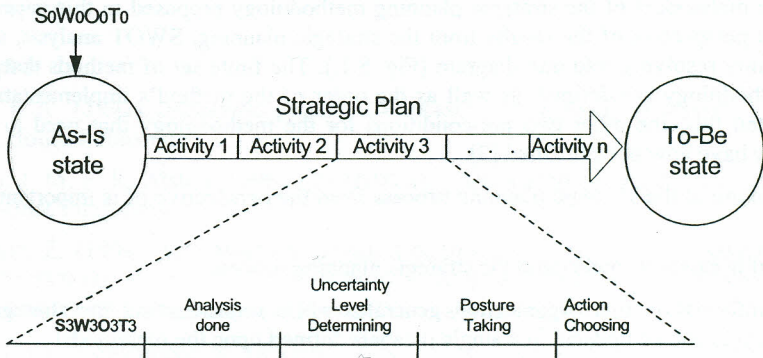 S0W0O0T0
Strategic Plan
As-Is
state
Activity 1
Activity 2
Activity 3
. . .
Activity n
To-Be
state
S3W3O3T3
Analysis
done
Uncertainty
Level
Determining
Posture
Taking
Action
Choosing